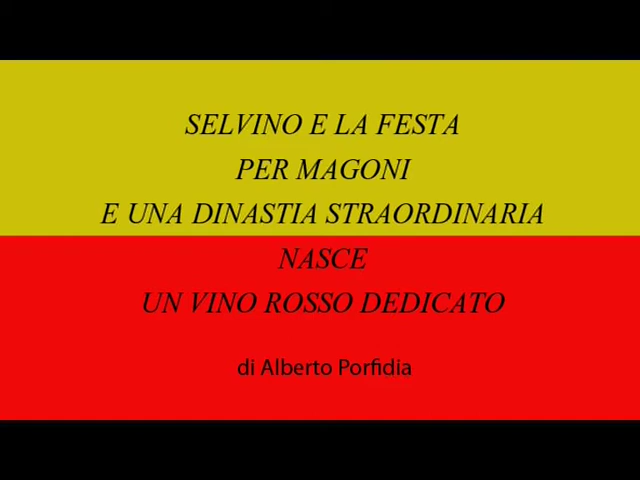 SELVINO E LA FESTA
PER MAGONI
E UNA DINASTIA STRAORDINARIA
NASCE
UN VINO ROSSO DEDICATO
di Alberto Porfidia